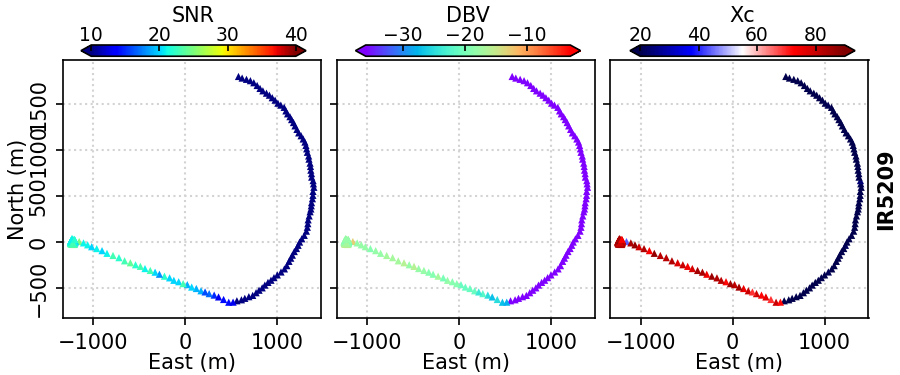 SNR
DBV
Xc
10 20 30 40
−30 −20 −10
20 40 60 80
North (m)
1500
1000
500
0
−500
−1000 0 1000
−1000 0 1000
−1000 0 1000
East (m)
East (m)
East (m)
IR5209